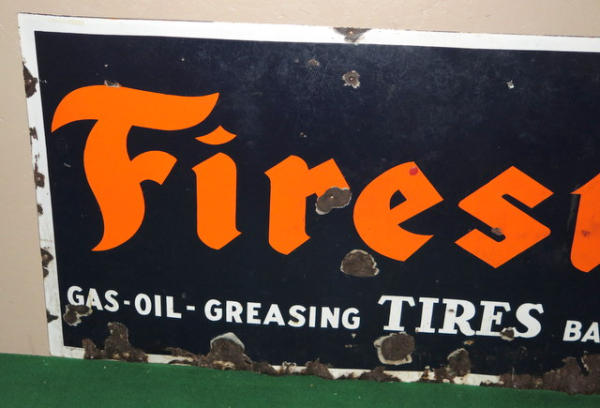 Firest
GAS-OIL-GREASING TIRES BA